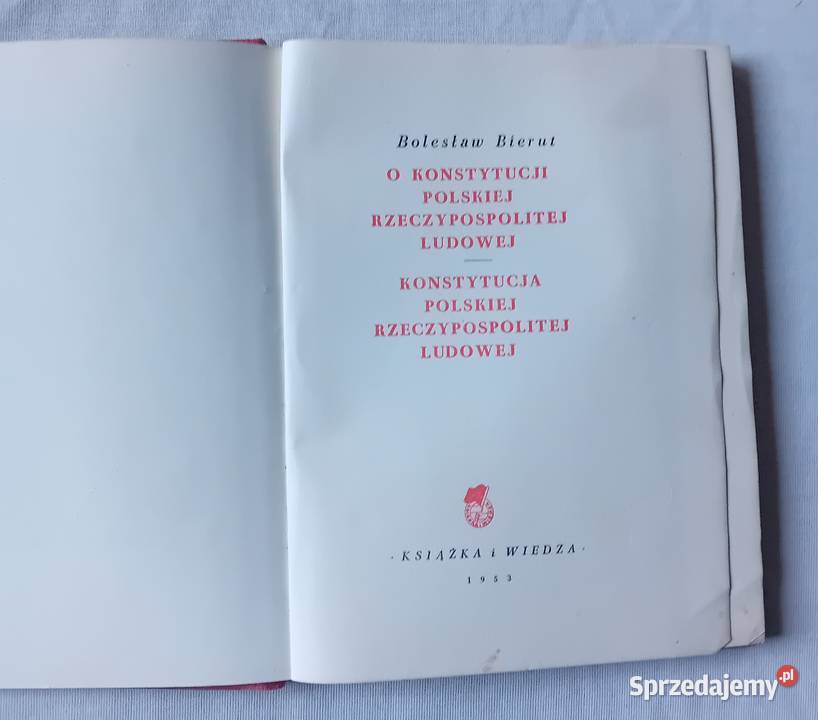 Bolesław Bierut
O KONSTYTUCJI
POLSKIEJ
RZECZYPOSPOLITEJ
LUDOWEJ
KONSTYTUCJA
POLSKIEJ
RZECZYPOSPOLITEJ
LUDOWEJ
· KSIĄŻKA i WIEDZA ·
1953
Sprzedajemy.pl